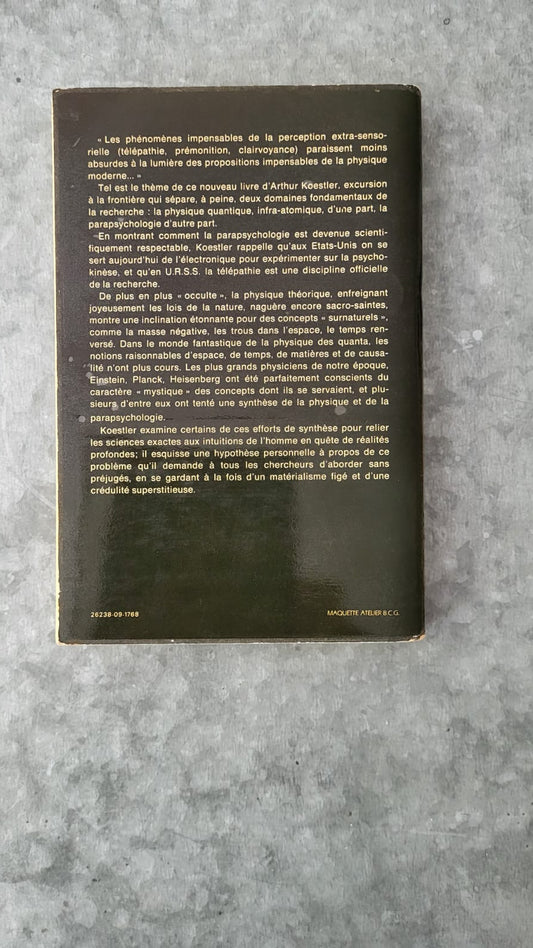 « Les phénomènes impensables de la perception extra-senso-
rielle (télépathie, prémonition, clairvoyance) paraissent moins
absurdes à la lumière des propositions impensables de la physique
moderne... »
Tel est le thème de ce nouveau livre d'Arthur Koestler, excursion
à la frontière qui sépare, à peine, deux domaines fondamentaux de
la recherche : la physique quantique, infra-atomique, d'une part, la
parapsychologie d'autre part.
En montrant comment la parapsychologie est devenue scienti-
fiquement respectable, Koestler rappelle qu'aux Etats-Unis on se
sert aujourd'hui de l'électronique pour expérimenter sur la psycho-
kinèse, et qu'en U.R.S.S. la télépathie est une discipline officielle
de la recherche.
De plus en plus « occulte », la physique théorique, enfreignant
joyeusement les lois de la nature, naguère encore sacro-saintes,
montre une inclination étonnante pour des concepts « surnaturels »,
comme la masse négative, les trous dans l'espace, le temps ren-
versé. Dans le monde fantastique de la physique des quanta, les
notions raisonnables d'espace, de temps, de matières et de causa-
lité n'ont plus cours. Les plus grands physiciens de notre époque,
Einstein, Planck, Heisenberg ont été parfaitement conscients du
caractère « mystique » des concepts dont ils se servaient, et plu-
sieurs d'entre eux ont tenté une synthèse de la physique et de la
parapsychologie.
Koestler examine certains de ces efforts de synthèse pour relier
les sciences exactes aux intuitions de l'homme en quête de réalités
profondes; il esquisse une hypothèse personnelle à propos de ce
problème qu'il demande à tous les chercheurs d'aborder sans
préjugés, en se gardant à la fois d'un matérialisme figé et d'une
crédulité superstitieuse.
26238-09-1768
MAQUETTE ATELIER B.C.G.